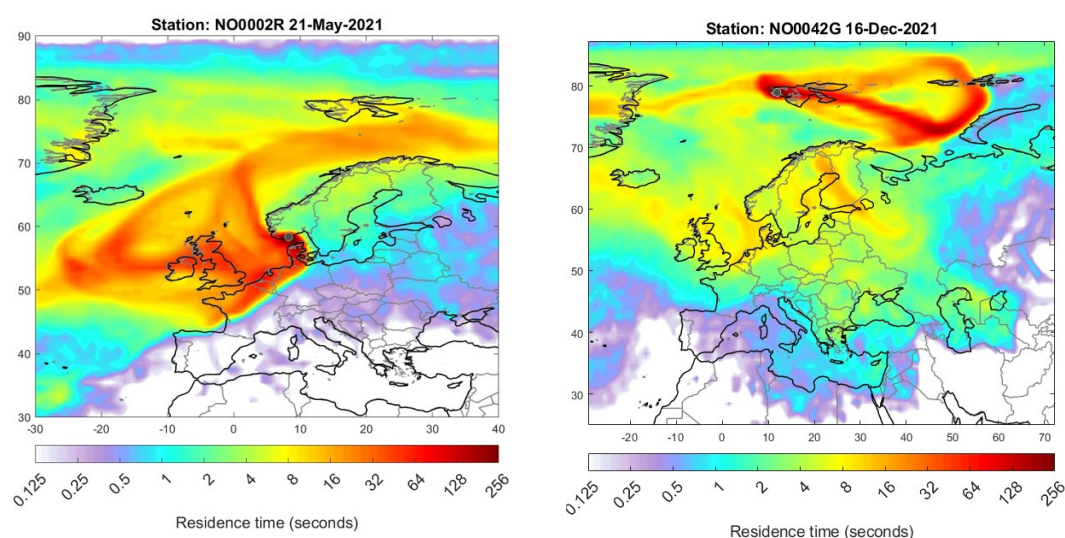 Station: NO0002R 21-May-2021
90
80
70
60
50
40
30
-30 -20 -10 0 10 20 30 40
0.125 0.25 0.5 1 2 4 8 16 32 64 128 256
Residence time (seconds)
Station: NO0042G 16-Dec-2021
80
70
60
50
40
30
-20 -10 0 10 20 30 40 50 60 70
0.125 0.25 0.5 1 2 4 8 16 32 64 128 256
Residence time (seconds)